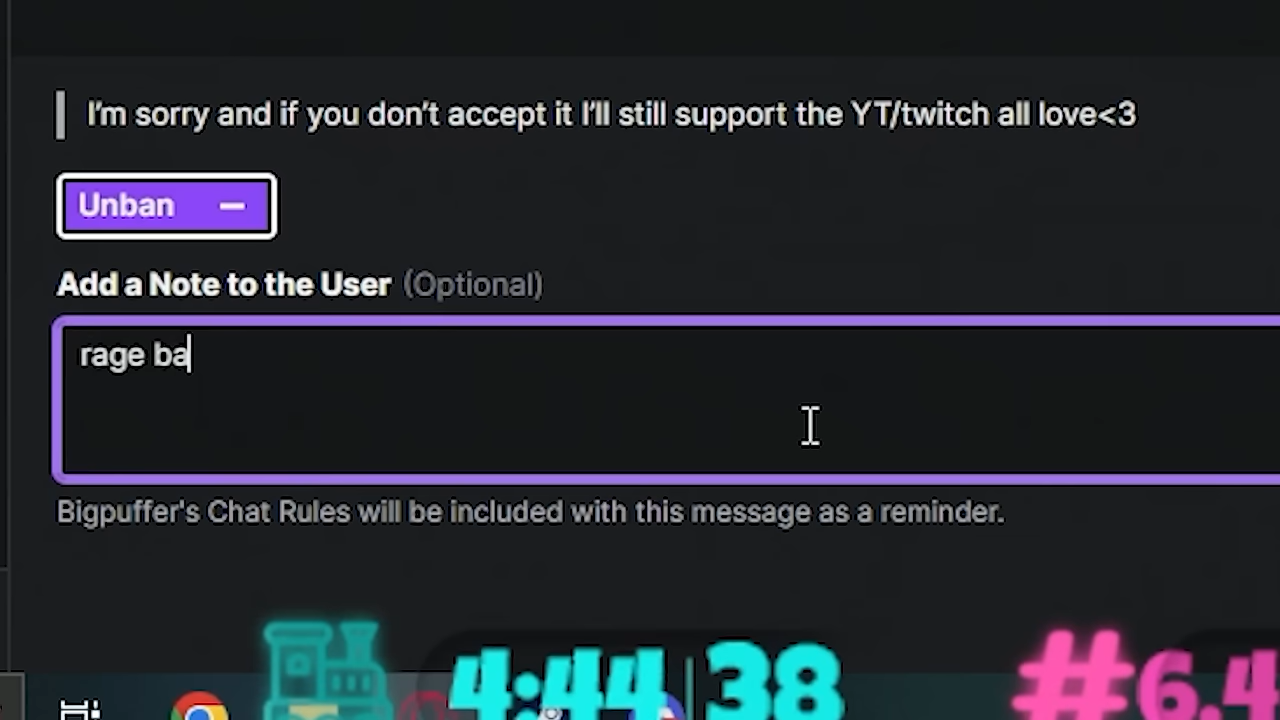 I'm sorry and if you don't accept it I'll still support the YT/twitch all love<3
Unban
Add a Note to the User (Optional)
rage ba
Bigpuffer's Chat Rules will be included with this message as a reminder.
4:44 38 #6.4